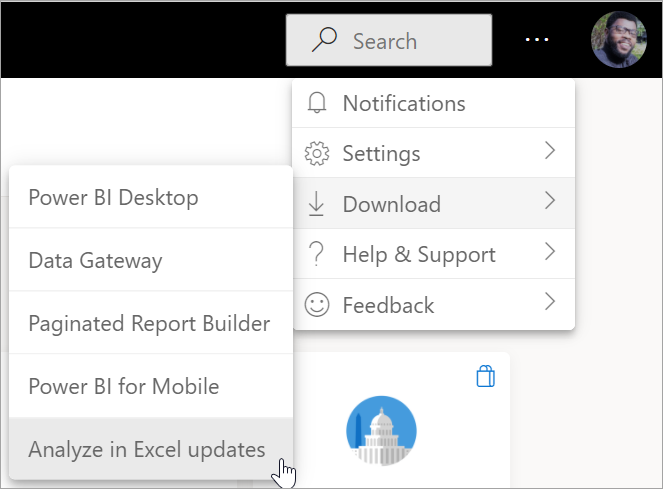 Search
...
Notifications
Settings
Download
Help & Support
Feedback
Power BI Desktop
Data Gateway
Paginated Report Builder
Power BI for Mobile
Analyze in Excel updates